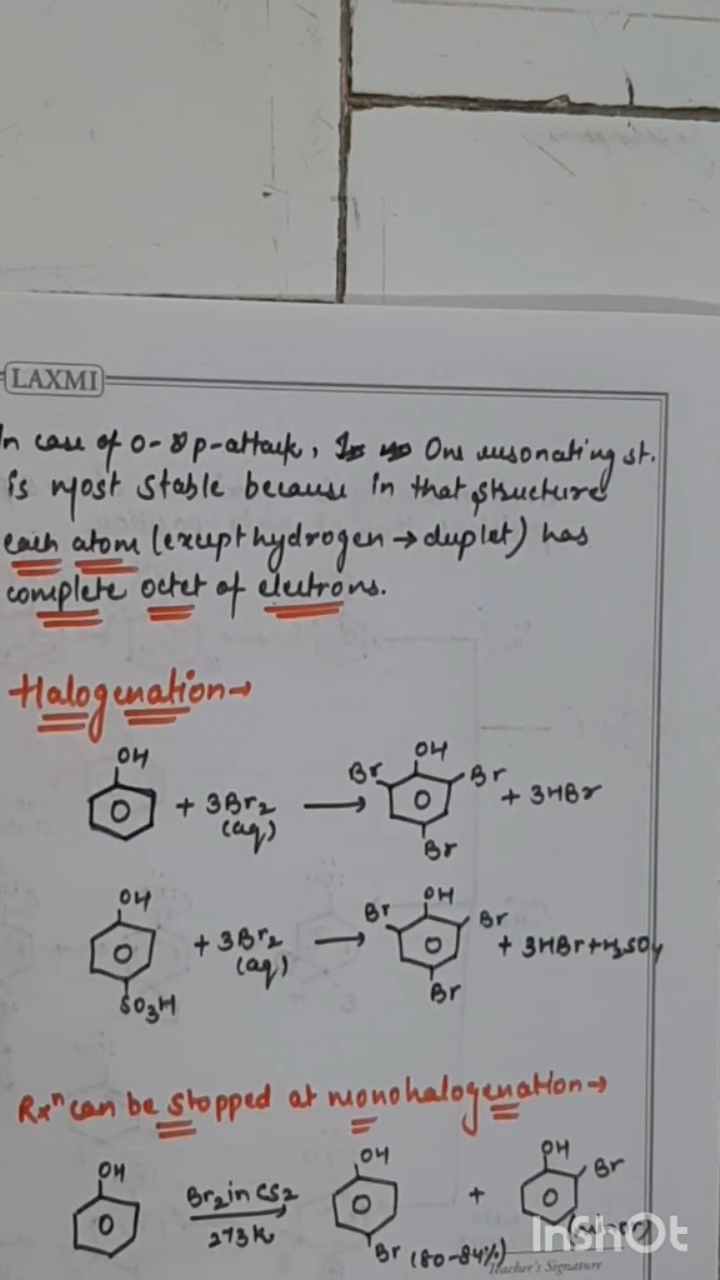 LAXMI
In case of o- & p-attack, One resonating st.
is most stable because in that structure
each atom (except hydrogen → duplet) has
complete octet of electrons.
Halogenation→
OH
+ 3Br2 (aq) → Br OH Br Br + 3HBr
OH
SO3H + 3Br2 (aq) → Br OH Br Br + 3HBr + H2SO4
Rxn can be stopped at monohalogenation→
OH Br2 in CS2 273K OH Br (80-84%) + OH Br (minor)
InShOt
Teacher's Signature